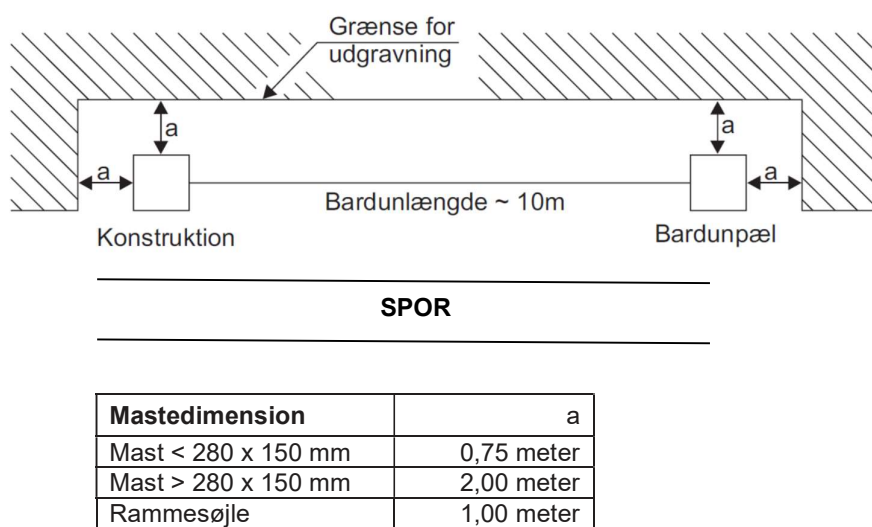 Grænse for
udgravning
a
a
a
a
Bardunlængde ~ 10m
Konstruktion
Bardunpæl
SPOR
Mastedimension a
Mast < 280 x 150 mm 0,75 meter
Mast > 280 x 150 mm 2,00 meter
Rammesøjle 1,00 meter